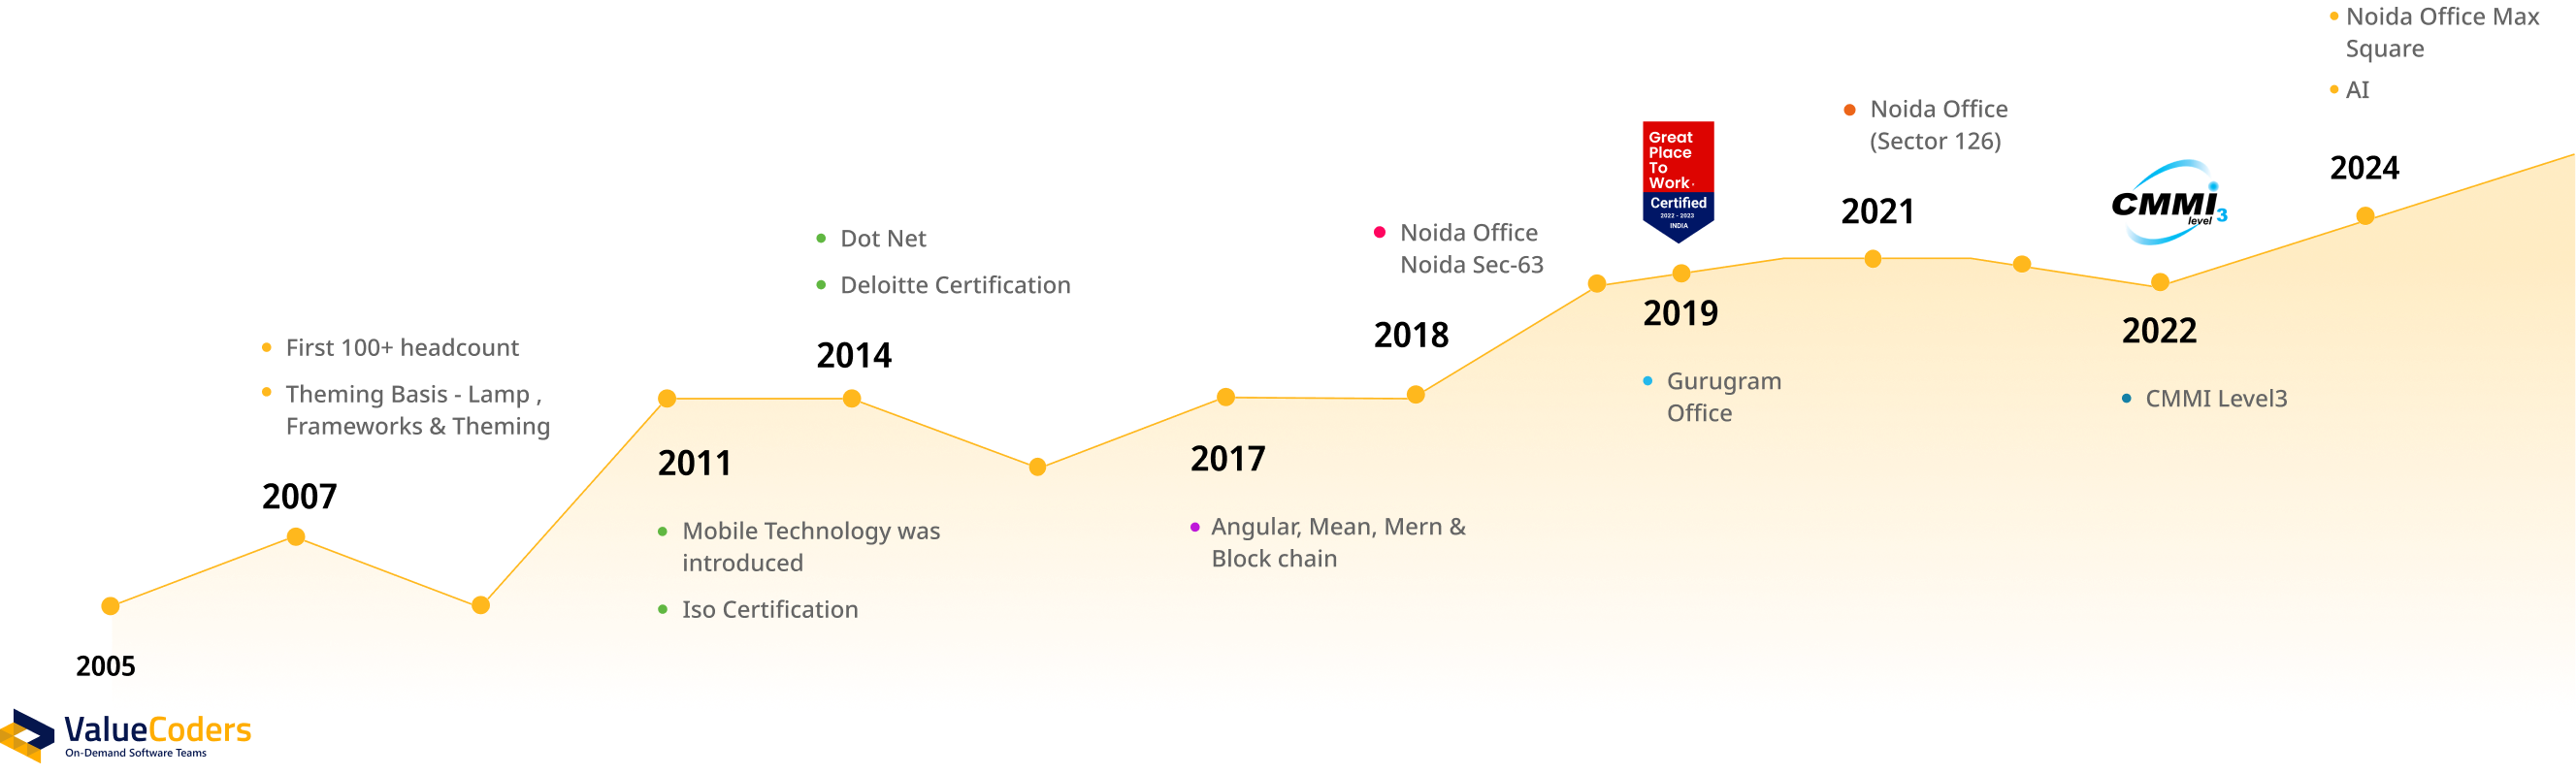 2005
ValueCoders
On-Demand Software Teams
First 100+ headcount
Theming Basis - Lamp ,
Frameworks & Theming
2007
2011
Mobile Technology was
introduced
Iso Certification
Dot Net
Deloitte Certification
2014
2017
Angular, Mean, Mern &
Block chain
Noida Office
Noida Sec-63
2018
Great
Place
To
Work.
Certified
2022 - 2023
INDIA
2019
Gurugram
Office
Noida Office
(Sector 126)
2021
CMMI
level 3
2022
CMMI Level3
Noida Office Max
Square
AI
2024